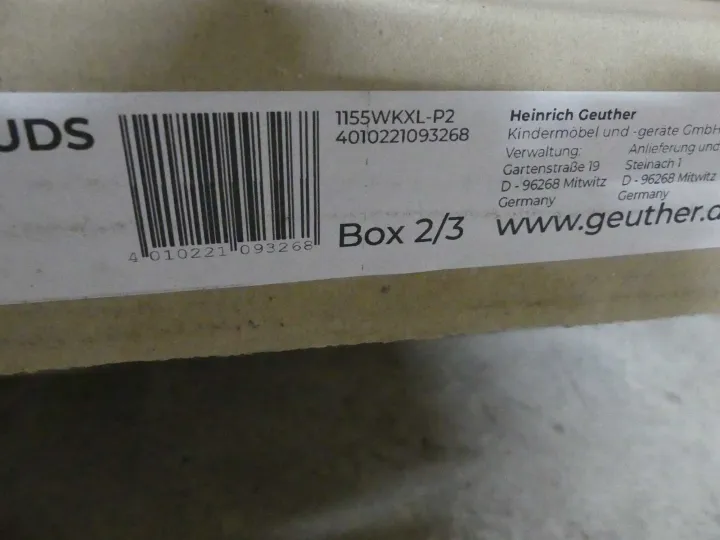 UDS
4 010221 093268
1155WKXL-P2
4010221093268
Box 2/3
Heinrich Geuther
Kindermöbel und -geräte GmbH
Verwaltung:
Gartenstraße 19
D - 96268 Mitwitz
Germany
Anlieferung und
Steinach 1
D - 96268 Mitwitz
Germany
www.geuther.d